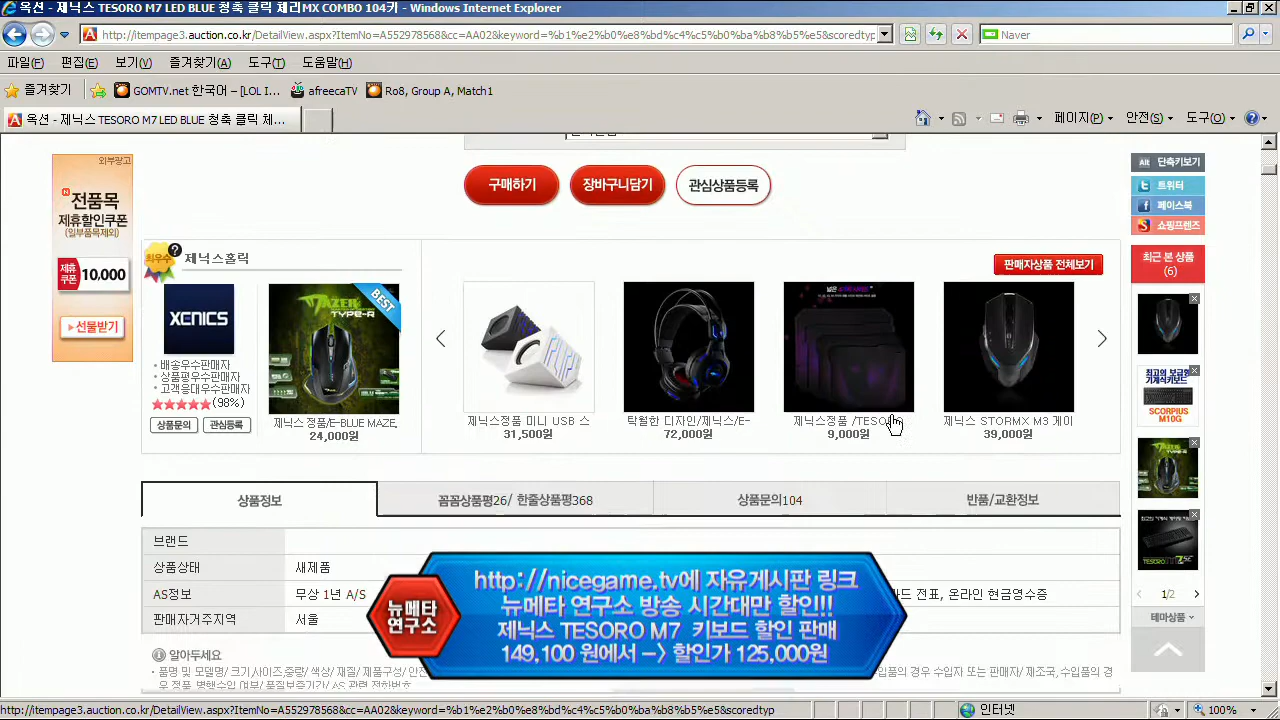 옥션 - 제닉스 TESORO M7 LED BLUE 청축 클릭 체리MX COMBO 104키 - Windows Internet Explorer
http://itempage3.auction.co.kr/DetailView.aspx?ItemNo=A552978568&cc=AA02&keyword=%b1%e2%b0%e8%bd%c4%c5%b0%ba%b8%b5%e5&scoredtyp
Naver
파일(F) 편집(E) 보기(V) 즐겨찾기(A) 도구(T) 도움말(H)
즐겨찾기 GOMTV.net 한국어 – [LOL I... afreecaTV Ro8, Group A, Match1
옥션 - 제닉스 TESORO M7 LED BLUE 청축 클릭 체...
페이지(P) 안전(S) 도구(O)
구매하기 장바구니담기 관심상품등록
외부광고
전품목
제휴할인쿠폰
(일부품목제외)
제휴
쿠폰 10,000
선물받기
최우수
제닉스홀릭
판매자상품 전체보기
XENICS
배송우수판매자
상품평우수판매자
고객응대우수판매자
(98%)
상품문의 관심등록
MAZER
TYPE-R
BEST
제닉스 정품/E-BLUE MAZE,
24,000원
제닉스정품 미니 USB 스
31,500원
탁월한 디자인/제닉스/E-
72,000원
제닉스정품 /TESO
9,000원
제닉스 STORMX M3 게이
39,000원
Alt 단축키보기
트위터
페이스북
쇼핑프렌즈
최근 본 상품
(6)
최고의 보급형
기계식키보드
SCORPIUS
M10G
1/2
테마상품
상품정보 꼼꼼상품평26/ 한줄상품평368 상품문의104 반품/교환정보
브랜드
상품상태 새제품
AS정보 무상 1년 A/S
드 전표, 온라인 현금영수증
판매자거주지역 서울
뉴메타
연구소
http://nicegame.tv에 자유게시판 링크
뉴메타 연구소 방송 시간대만 할인!!
제닉스 TESORO M7 키보드 할인 판매
149,100 원에서 –> 할인가 125,000원
알아두세요
http://itempage3.auction.co.kr/DetailView.aspx?ItemNo=A552978568&cc=AA02&keyword=%b1%e2%b0%e8%bd%c4%c5%b0%ba%b8%b5%e5&scoredtyp
인터넷
100%